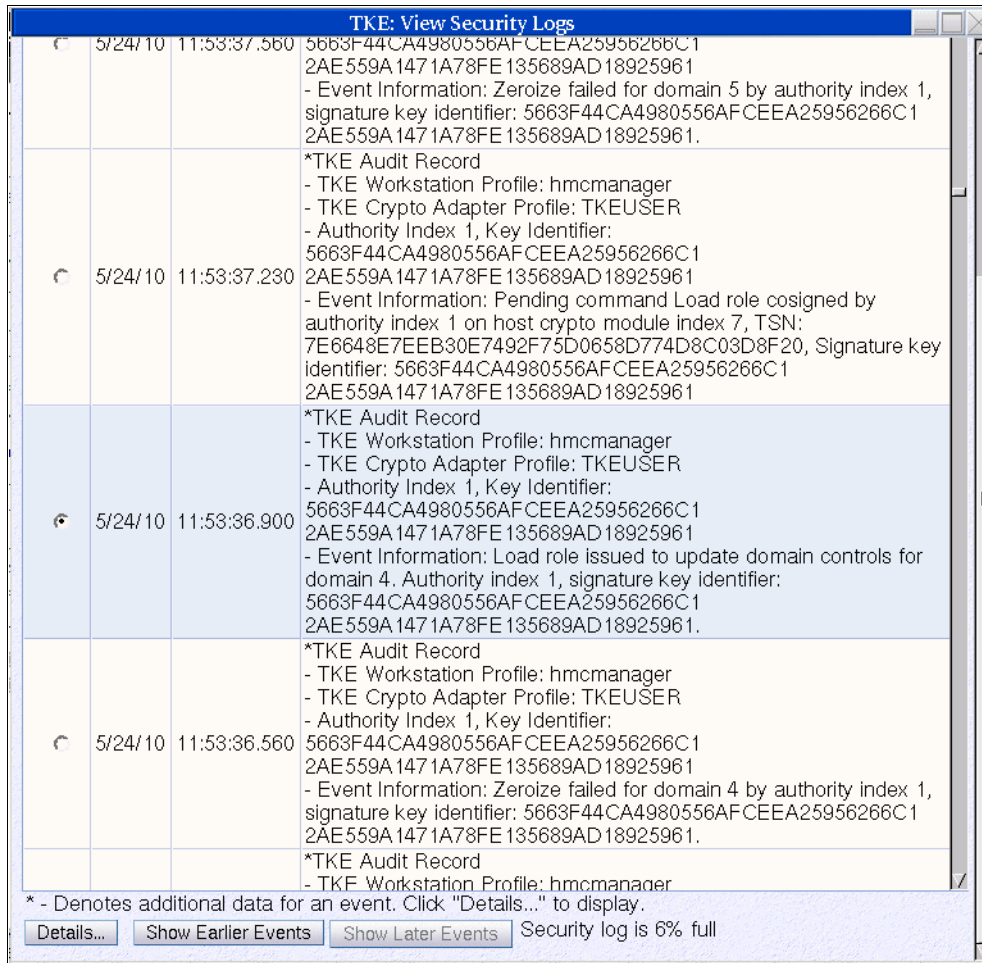 TKE: View Security Logs
5/24/10 11:53:37.560 5663F44CA4980556AFCEEA25956266C1
2AE559A1471A78FE135689AD18925961
- Event Information: Zeroize failed for domain 5 by authority index 1,
signature key identifier: 5663F44CA4980556AFCEEA25956266C1
2AE559A1471A78FE135689AD18925961.
*TKE Audit Record
- TKE Workstation Profile: hmcmanager
- TKE Crypto Adapter Profile: TKEUSER
- Authority Index 1, Key Identifier:
5663F44CA4980556AFCEEA25956266C1
5/24/10 11:53:37.230 2AE559A1471A78FE135689AD18925961
- Event Information: Pending command Load role cosigned by
authority index 1 on host crypto module index 7, TSN:
7E6648E7EEB30E7492F75D0658D774D8C03D8F20, Signature key
identifier: 5663F44CA4980556AFCEEA25956266C1
2AE559A1471A78FE135689AD18925961
*TKE Audit Record
- TKE Workstation Profile: hmcmanager
- TKE Crypto Adapter Profile: TKEUSER
- Authority Index 1, Key Identifier:
5/24/10 11:53:36.900 5663F44CA4980556AFCEEA25956266C1
2AE559A1471A78FE135689AD18925961
- Event Information: Load role issued to update domain controls for
domain 4. Authority index 1, signature key identifier:
5663F44CA4980556AFCEEA25956266C1
2AE559A1471A78FE135689AD18925961.
*TKE Audit Record
- TKE Workstation Profile: hmcmanager
- TKE Crypto Adapter Profile: TKEUSER
- Authority Index 1, Key Identifier:
5/24/10 11:53:36.560 5663F44CA4980556AFCEEA25956266C1
2AE559A1471A78FE135689AD18925961
- Event Information: Zeroize failed for domain 4 by authority index 1,
signature key identifier: 5663F44CA4980556AFCEEA25956266C1
2AE559A1471A78FE135689AD18925961.
*TKE Audit Record
- TKE Workstation Profile: hmcmanager
* - Denotes additional data for an event. Click "Details..." to display.
Details... Show Earlier Events Show Later Events Security log is 6% full